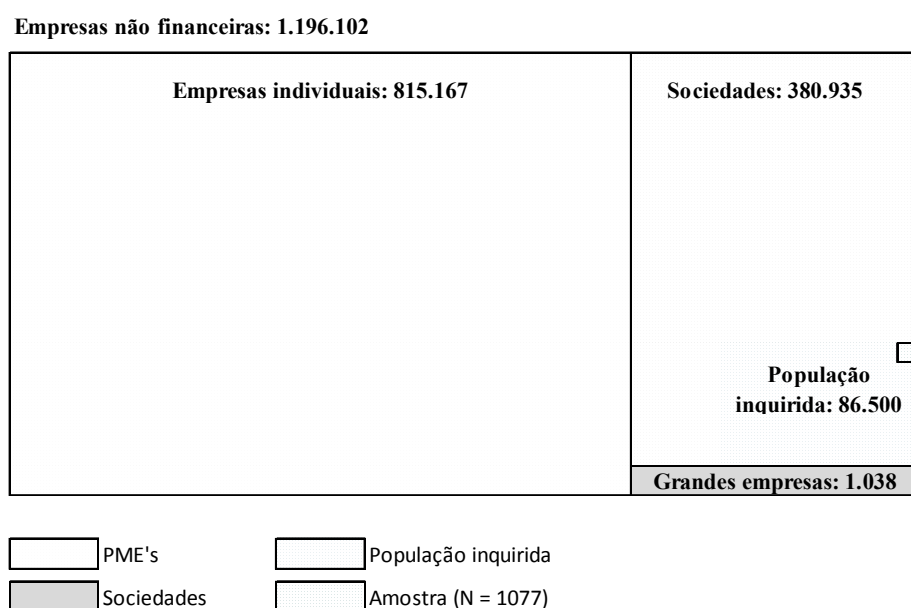 Empresas não financeiras: 1.196.102
Empresas individuais: 815.167
Sociedades: 380.935
População
inquirida: 86.500
Grandes empresas: 1.038
PME's
População inquirida
Sociedades
Amostra (N = 1077)